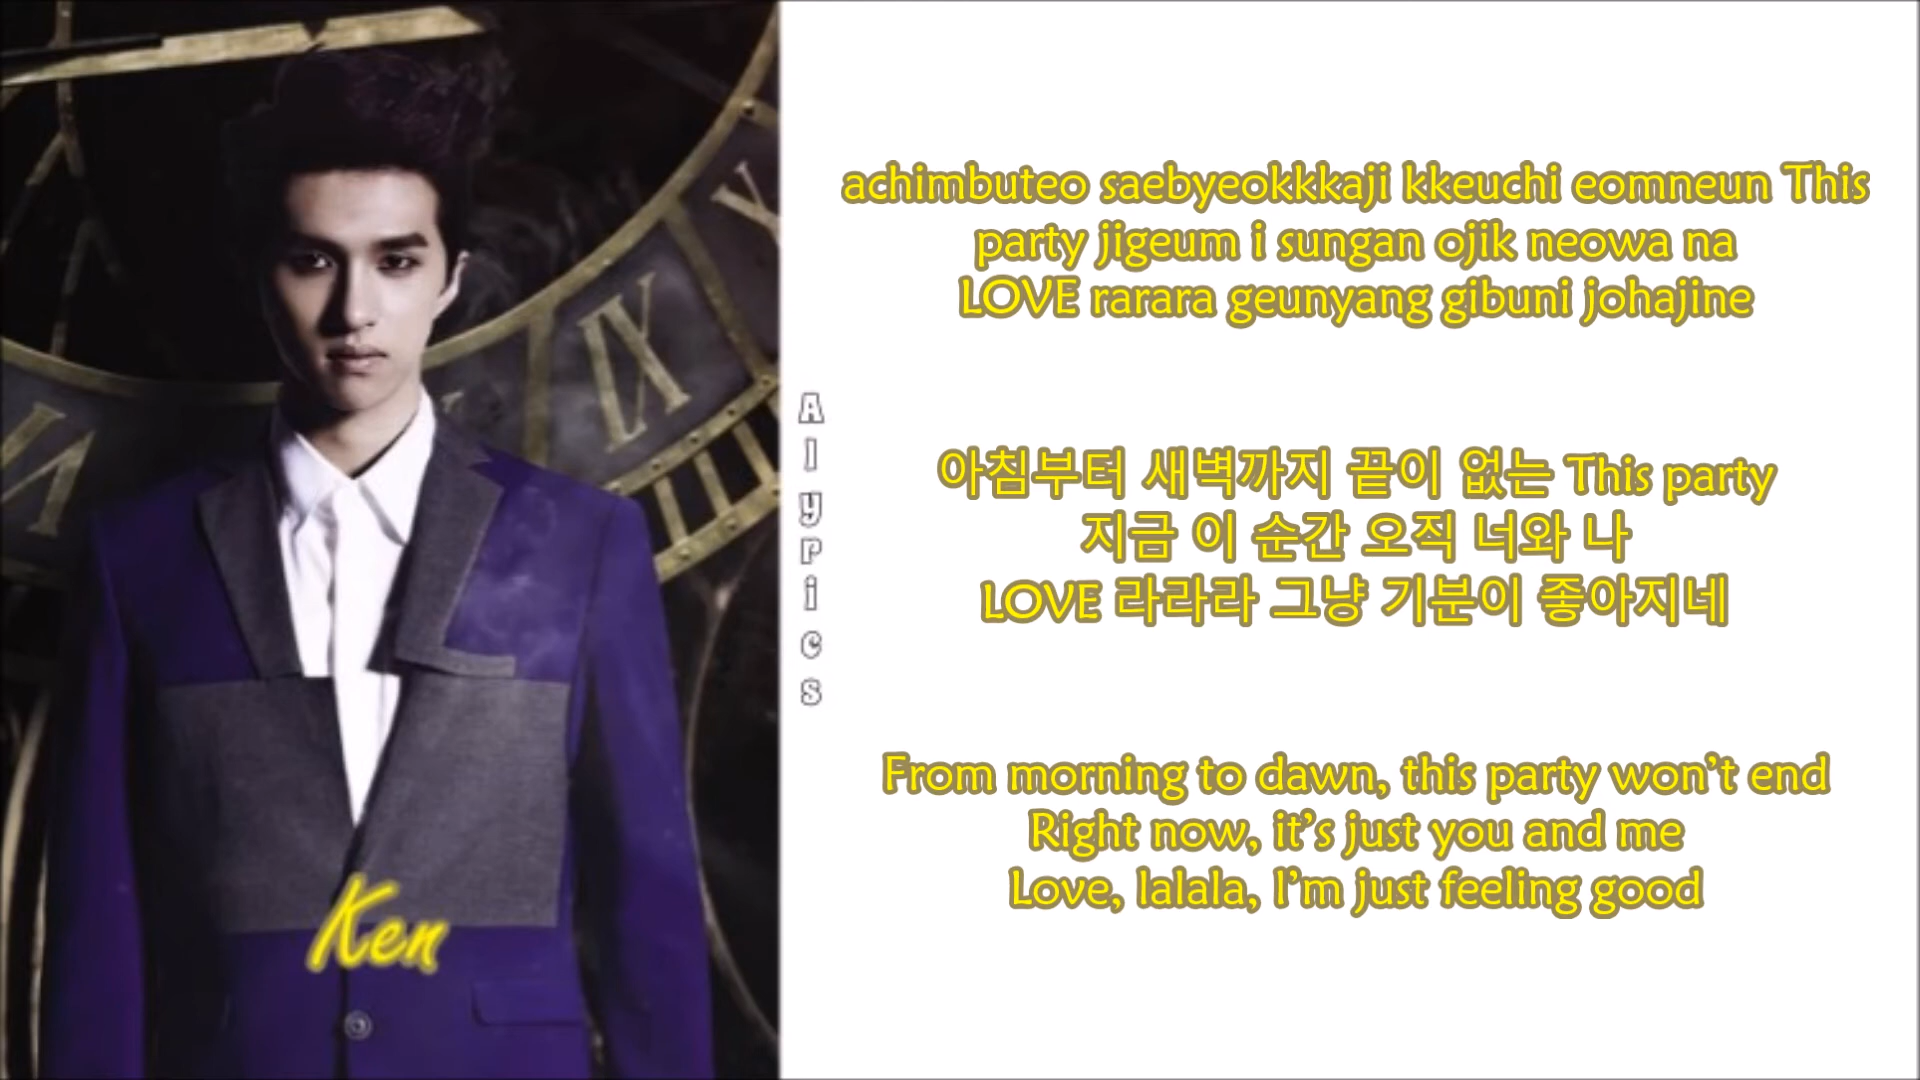 achimbuteo saebyeokkkaji kkeuchi eomneun This
party jigeum i sungan ojik neowa na
LOVE rarara geunyang gibuni johajine
아침부터 새벽까지 끝이 없는 This party
지금 이 순간 오직 너와 나
LOVE 라라라 그냥 기분이 좋아지네
From morning to dawn, this party won't end
Right now, it's just you and me
Love, lalala, I'm just feeling good
Alypics
Ken